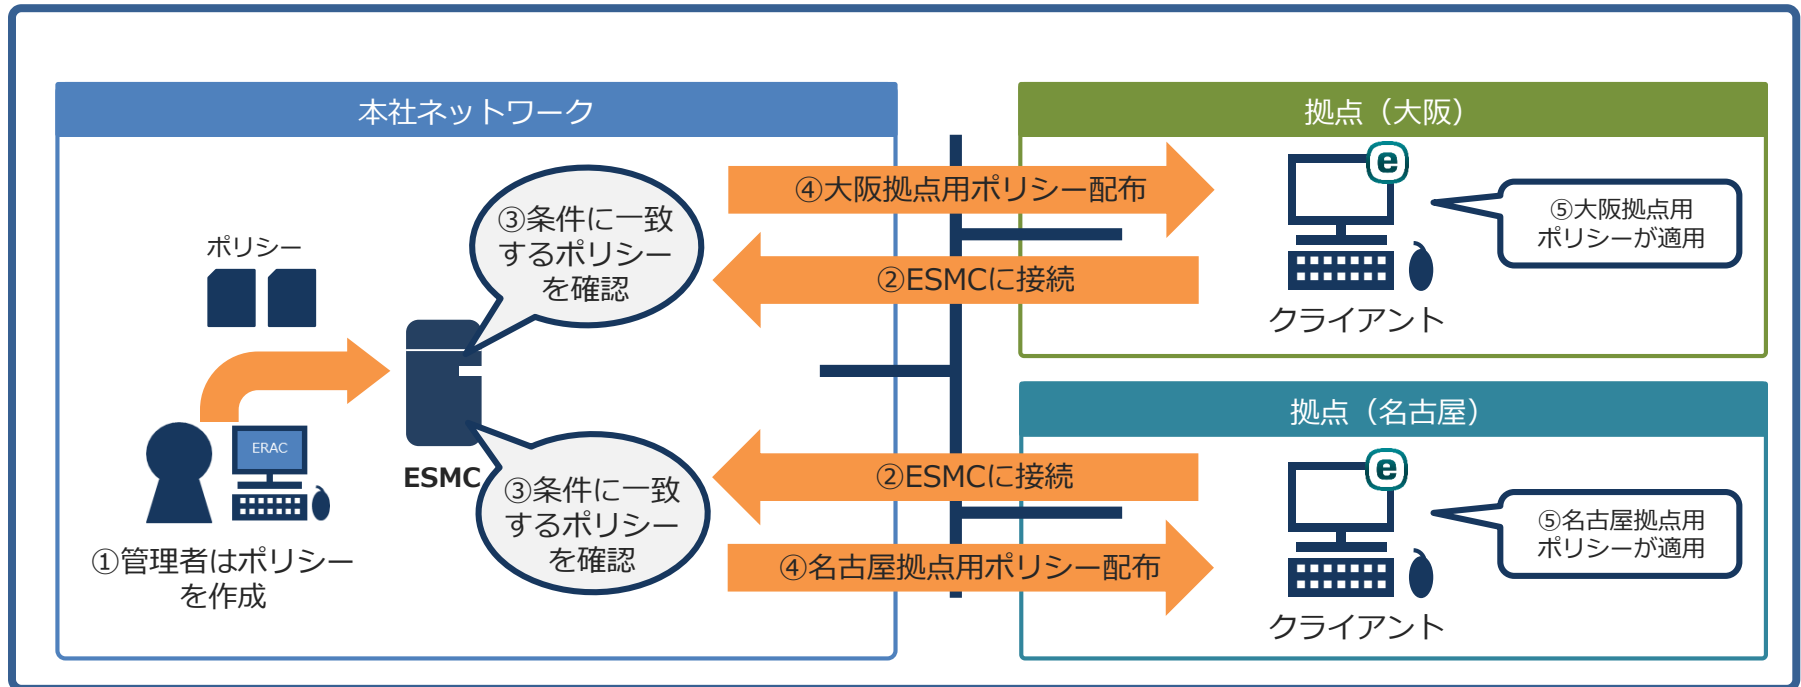 本社ネットワーク
ポリシー
ERAC
①管理者はポリシー
を作成
ESMC
③条件に一致
するポリシー
を確認
③条件に一致
するポリシー
を確認
④大阪拠点用ポリシー配布
②ESMCに接続
②ESMCに接続
④名古屋拠点用ポリシー配布
拠点（大阪）
e
クライアント
⑤大阪拠点用
ポリシーが適用
拠点（名古屋）
e
クライアント
⑤名古屋拠点用
ポリシーが適用